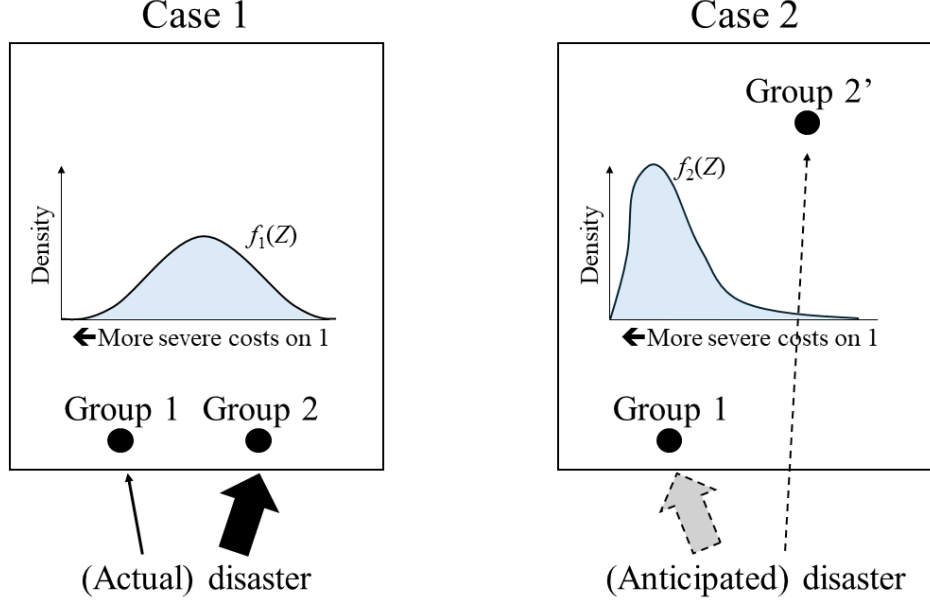 Case 1
Density
f₁(Z)
🡸More severe costs on 1
Group 1 Group 2
(Actual) disaster
Case 2
Group 2’
Density
f₂(Z)
🡸More severe costs on 1
Group 1
(Anticipated) disaster